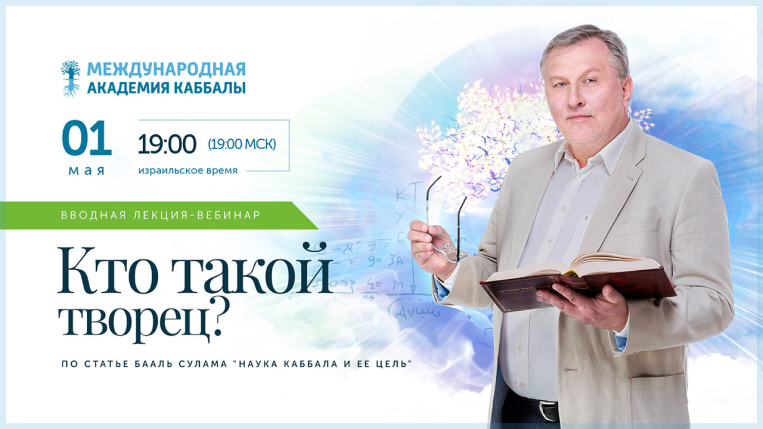 МЕЖДУНАРОДНАЯ
АКАДЕМИЯ КАББАЛЫ
01
мая
19:00 (19:00 МСК)
израильское время
ВВОДНАЯ ЛЕКЦИЯ-ВЕБИНАР
Кто такой
творец?
ПО СТАТЬЕ БААЛЬ СУЛАМА "НАУКА КАББАЛА И ЕЕ ЦЕЛЬ"